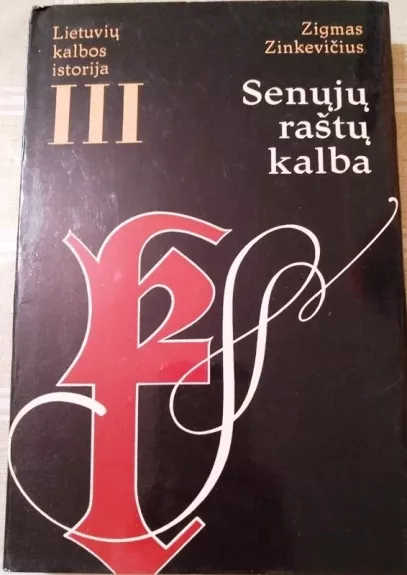 Lietuvių
kalbos
istorija
III
Zigmas
Zinkevičius
Senųjų
raštų
kalba